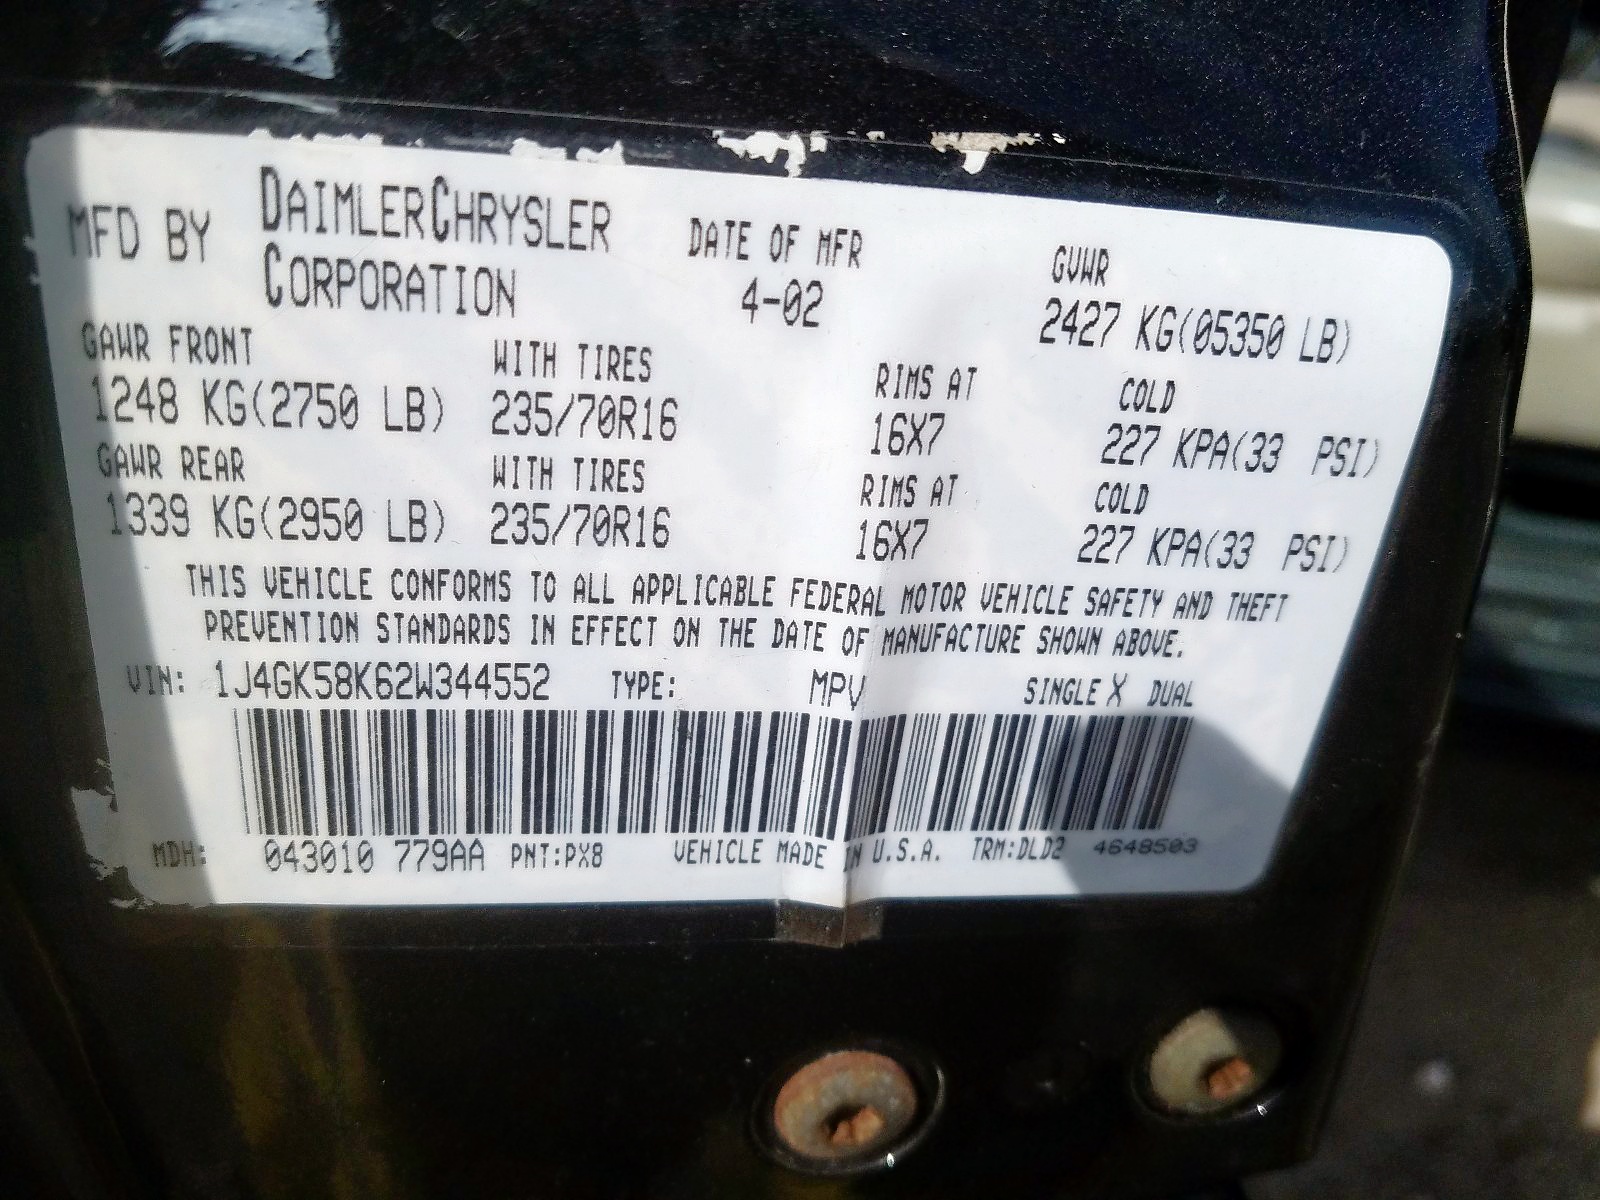 MFD BY DAIMLERCHRYSLER CORPORATION DATE OF MFR 4-02 GVWR 2427 KG(05350 LB)
GAWR FRONT WITH TIRES RIMS AT COLD
1248 KG(2750 LB) 235/70R16 16X7 227 KPA(33 PSI)
GAWR REAR WITH TIRES RIMS AT COLD
1339 KG(2950 LB) 235/70R16 16X7 227 KPA(33 PSI)
THIS VEHICLE CONFORMS TO ALL APPLICABLE FEDERAL MOTOR VEHICLE SAFETY AND THEFT
PREVENTION STANDARDS IN EFFECT ON THE DATE OF MANUFACTURE SHOWN ABOVE.
VIN: 1J4GK58K62W344552 TYPE: MPV SINGLE X DUAL
MDH: 043010 779AA PNT:PX8 VEHICLE MADE IN U.S.A. TRM:DLD2 4648503